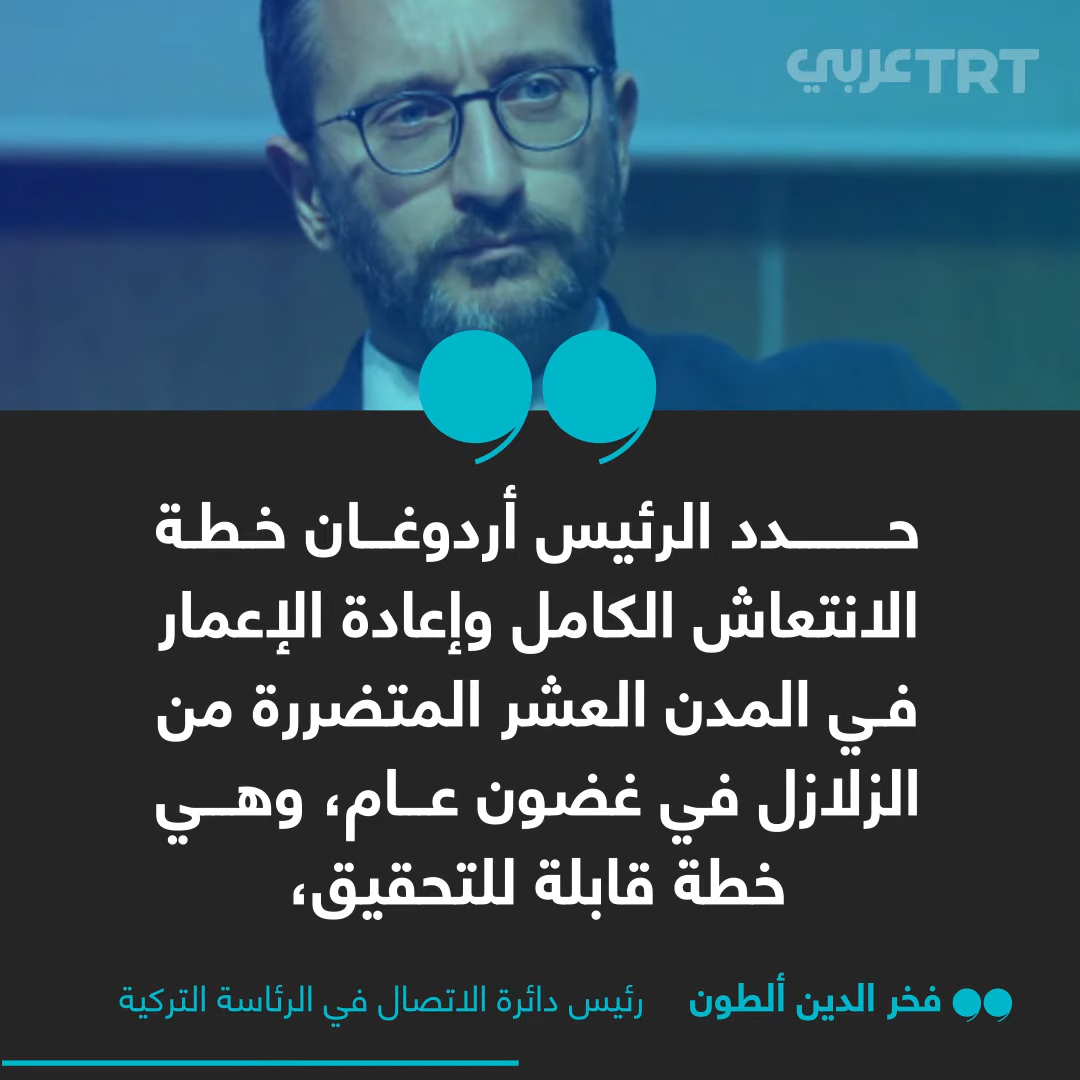 TRT عربي
حـــدد الرئيس أردوغـان خطة
الانتعاش الكامل وإعادة الإعمار
في المدن العشر المتضررة من
الزلازل في غضون عـام، وهـي
خطة قابلة للتحقيق،
فخر الدين ألطون رئيس دائرة الاتصال في الرئاسة التركية